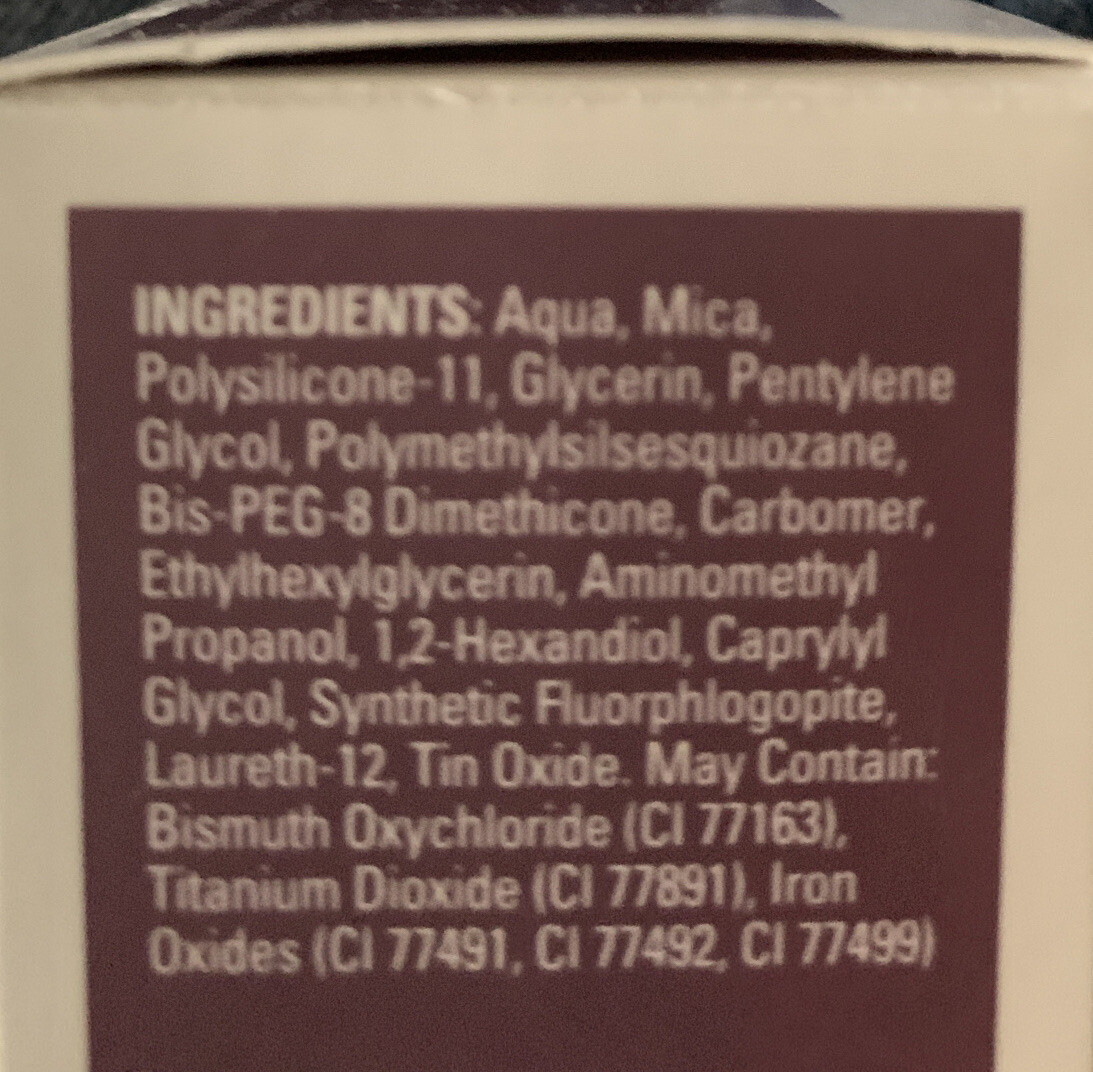 INGREDIENTS: Aqua, Mica,
Polysilicone-11, Glycerin, Pentylene
Glycol, Polymethylsilsesquiozane,
Bis-PEG-8 Dimethicone, Carbomer,
Ethylhexylglycerin, Aminomethyl
Propanol, 1,2-Hexandiol, Caprylyl
Glycol, Synthetic Fluorphlogopite,
Laureth-12, Tin Oxide. May Contain:
Bismuth Oxychloride (CI 77163),
Titanium Dioxide (CI 77891), Iron
Oxides (CI 77491, CI 77492, CI 77499)